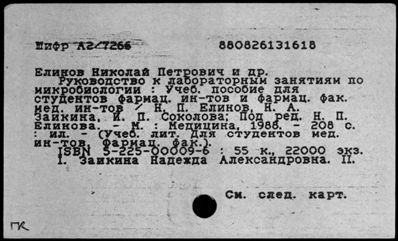 Шифр А2-7266 880826131618
Елинов Николай Петрович и др.
Руководство к лабораторным занятиям по
микробиологии : Учеб. пособие для
студентов фармац. ин-тов и фармац. фак.
мед. ин-тов / Н. П. Елинов, Н. А.
Заикина, И. П. Соколова; Под ред. Н. П.
Елинова. - М. : Медицина, 1988. - 208 с.
: ил. - (Учеб. лит. Для студентов мед.
ин-тов. Фармац. фак.).
ISBN 5-225-00009-6 : 55 к., 22000 экз.
I. Заикина Надежда Александровна. II.
См. след. карт.
ГК